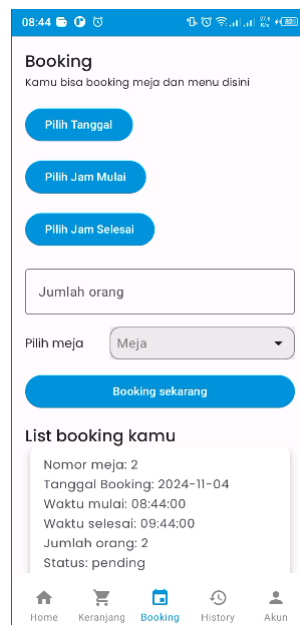 08:44
Booking
Kamu bisa booking meja dan menu disini
Pilih Tanggal
Pilih Jam Mulai
Pilih Jam Selesai
Jumlah orang
Pilih meja
Meja
Booking sekarang
List booking kamu
Nomor meja: 2
Tanggal Booking: 2024-11-04
Waktu mulai: 08:44:00
Waktu selesai: 09:44:00
Jumlah orang: 2
Status: pending
Home Keranjang Booking History Akun